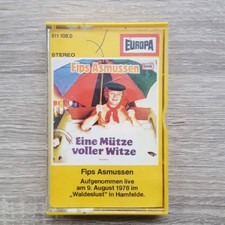 511 108.0
EUROPA
STEREO
Fips Asmussen
Eine Mütze
voller Witze
Fips Asmussen
Aufgenommen live
am 9. August 1978 im
„Waldeslust" in Hamfelde.